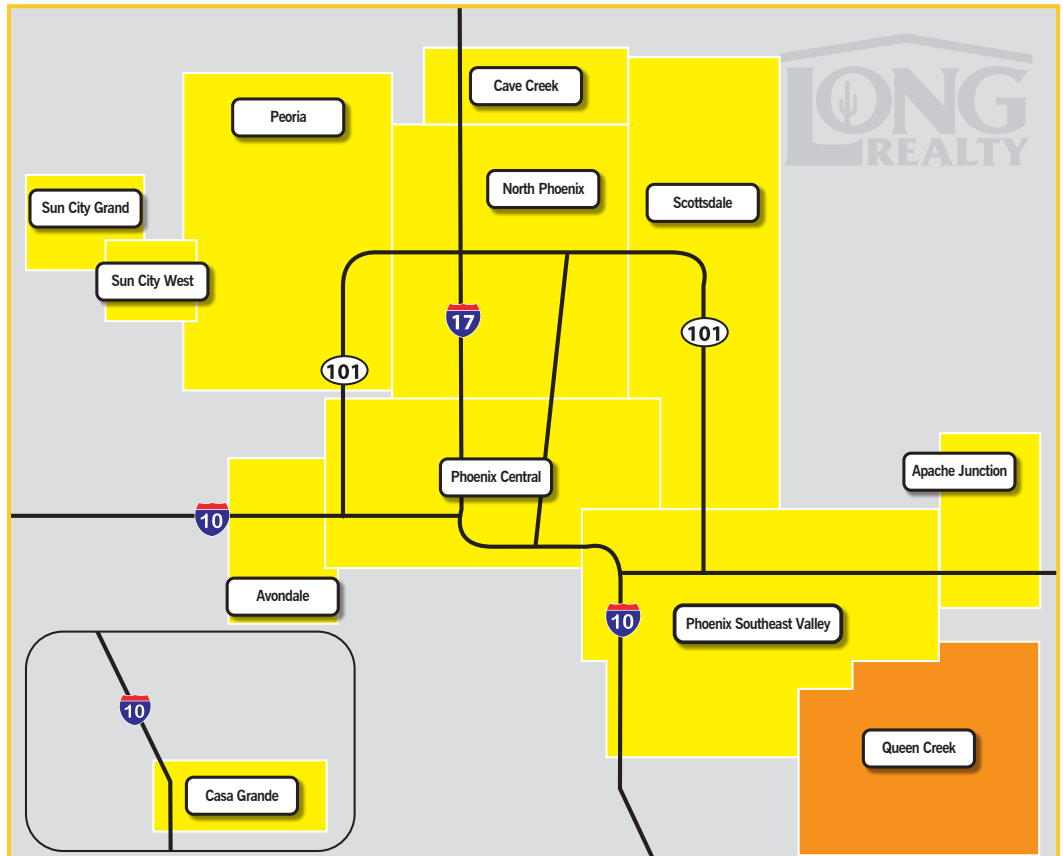 Cave Creek
LONG
REALTY
Peoria
North Phoenix
Scottsdale
Sun City Grand
Sun City West
17
101
101
Phoenix Central
Apache Junction
10
Avondale
10
Phoenix Southeast Valley
10
Queen Creek
Casa Grande